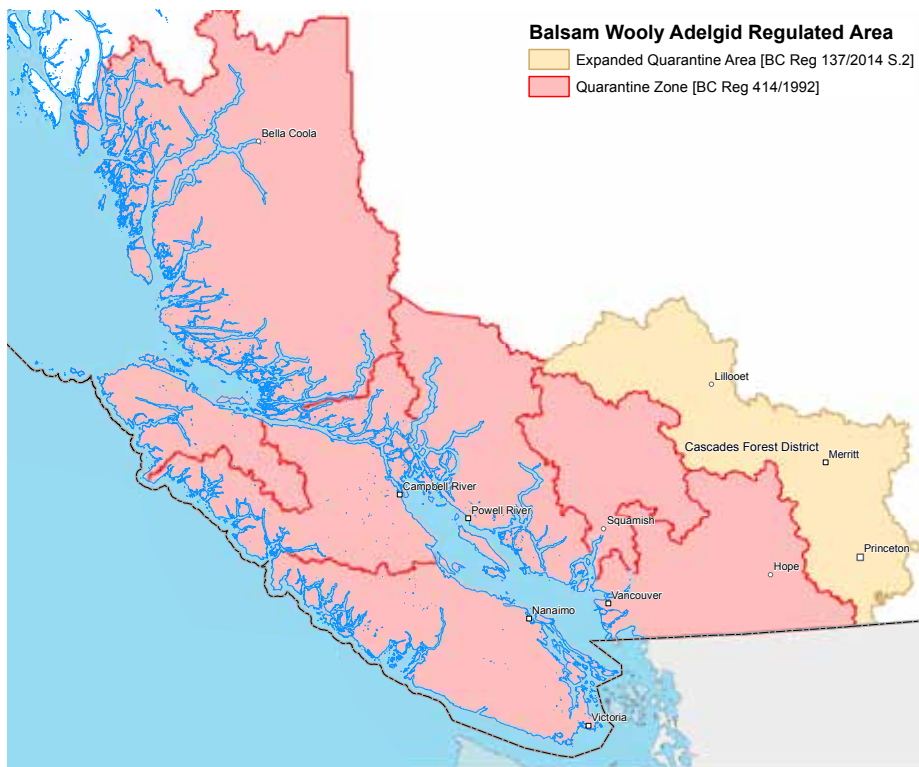 Balsam Wooly Adelgid Regulated Area
Expanded Quarantine Area [BC Reg 137/2014 S.2]
Quarantine Zone [BC Reg 414/1992]
Bella Coola
Lillooet
Cascades Forest District
Merritt
Campbell River
Powell River
Squamish
Princeton
Hope
Vancouver
Nanaimo
Victoria